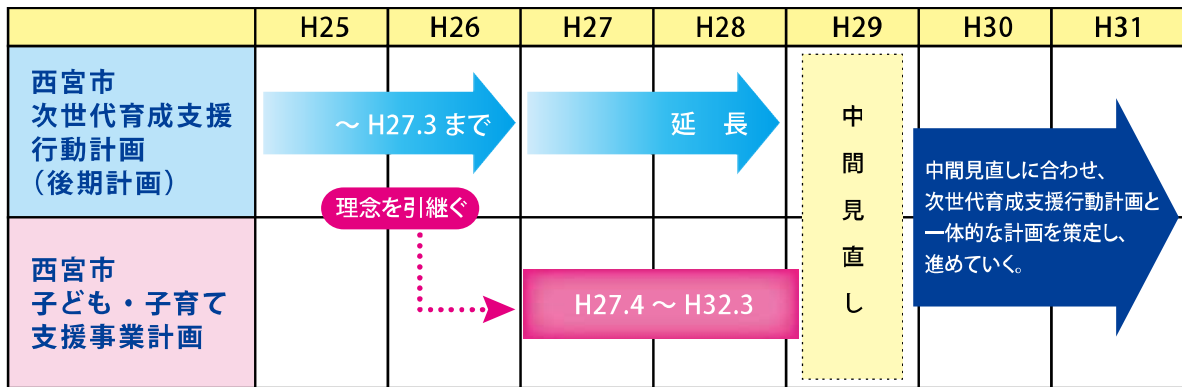 H25 H26 H27 H28 H29 H30 H31
西宮市
次世代育成支援
行動計画
（後期計画）
～ H27.3 まで
延 長
理念を引継ぐ
西宮市
子ども・子育て
支援事業計画
H27.4 ～ H32.3
中間見直し
中間見直しに合わせ、
次世代育成支援行動計画と
一体的な計画を策定し、
進めていく。